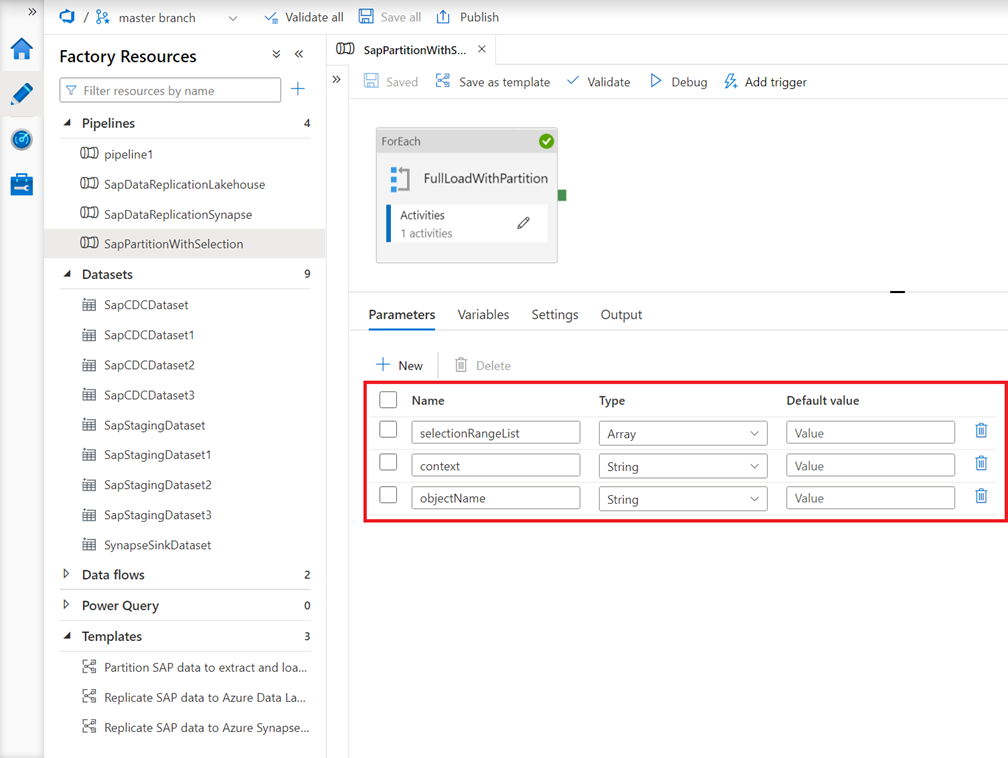 / master branch Validate all Save all Publish
Factory Resources
Filter resources by name
Pipelines 4
pipeline1
SapDataReplicationLakehouse
SapDataReplicationSynapse
SapPartitionWithSelection
Datasets 9
SapCDCDataset
SapCDCDataset1
SapCDCDataset2
SapCDCDataset3
SapStagingDataset
SapStagingDataset1
SapStagingDataset2
SapStagingDataset3
SynapseSinkDataset
Data flows 2
Power Query 0
Templates 3
Partition SAP data to extract and loa...
Replicate SAP data to Azure Data La...
Replicate SAP data to Azure Synapse...
SapPartitionWithS...
Saved Save as template Validate Debug Add trigger
ForEach
FullLoadWithPartition
Activities
1 activities
Parameters Variables Settings Output
New Delete
Name Type Default value
selectionRangeList Array Value
context String Value
objectName String Value